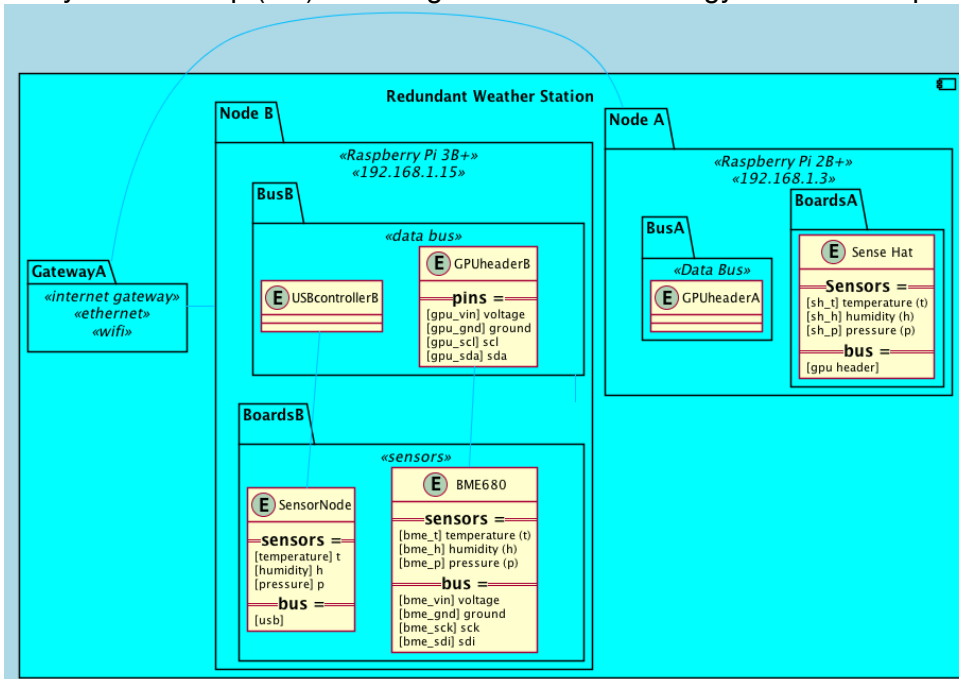 Redundant Weather Station
Node B
«Raspberry Pi 3B+»
«192.168.1.15»
BusB
«data bus»
E USBcontrollerB
E GPUheaderB
pins =
[gpu_vin] voltage
[gpu_gnd] ground
[gpu_scl] scl
[gpu_sda] sda
BoardsB
«sensors»
E SensorNode
sensors =
[temperature] t
[humidity] h
[pressure] p
bus =
[usb]
E BME680
sensors =
[bme_t] temperature (t)
[bme_h] humidity (h)
[bme_p] pressure (p)
bus =
[bme_vin] voltage
[bme_gnd] ground
[bme_sck] sck
[bme_sdi] sdi
Node A
«Raspberry Pi 2B+»
«192.168.1.3»
BusA
«Data Bus»
E GPUheaderA
BoardsA
E Sense Hat
Sensors =
[sh_t] temperature (t)
[sh_h] humidity (h)
[sh_p] pressure (p)
bus =
[gpu header]
GatewayA
«internet gateway»
«ethernet»
«wifi»